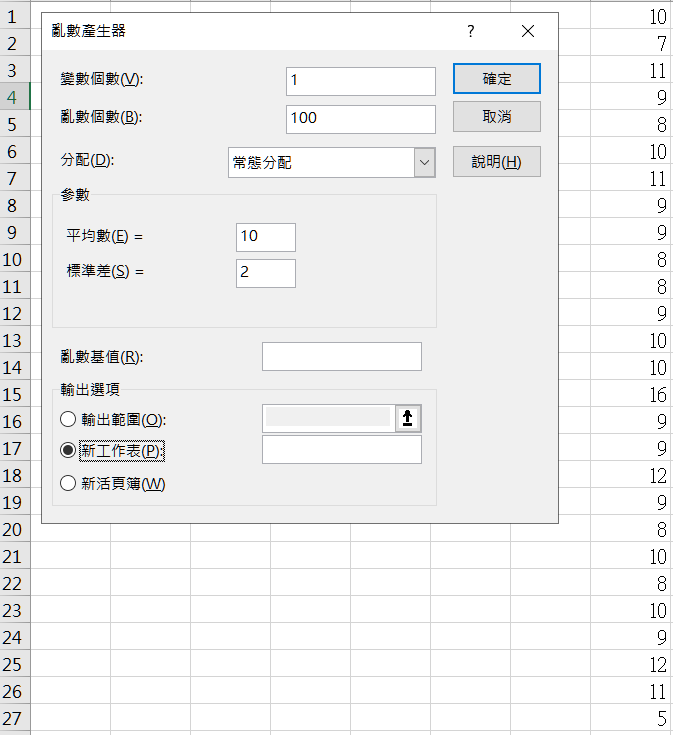 亂數產生器 ?
變數個數(V): 1 確定
亂數個數(B): 100 取消
分配(D): 常態分配 說明(H)
參數
平均數(E) = 10
標準差(S) = 2
亂數基值(R):
輸出選項
輸出範圍(O):
新工作表(P):
新活頁簿(W)
1 10
2 7
3 11
4 9
5 8
6 10
7 11
8 9
9 9
10 8
11 8
12 9
13 10
14 10
15 16
16 9
17 9
18 12
19 9
20 8
21 10
22 8
23 10
24 9
25 12
26 11
27 5